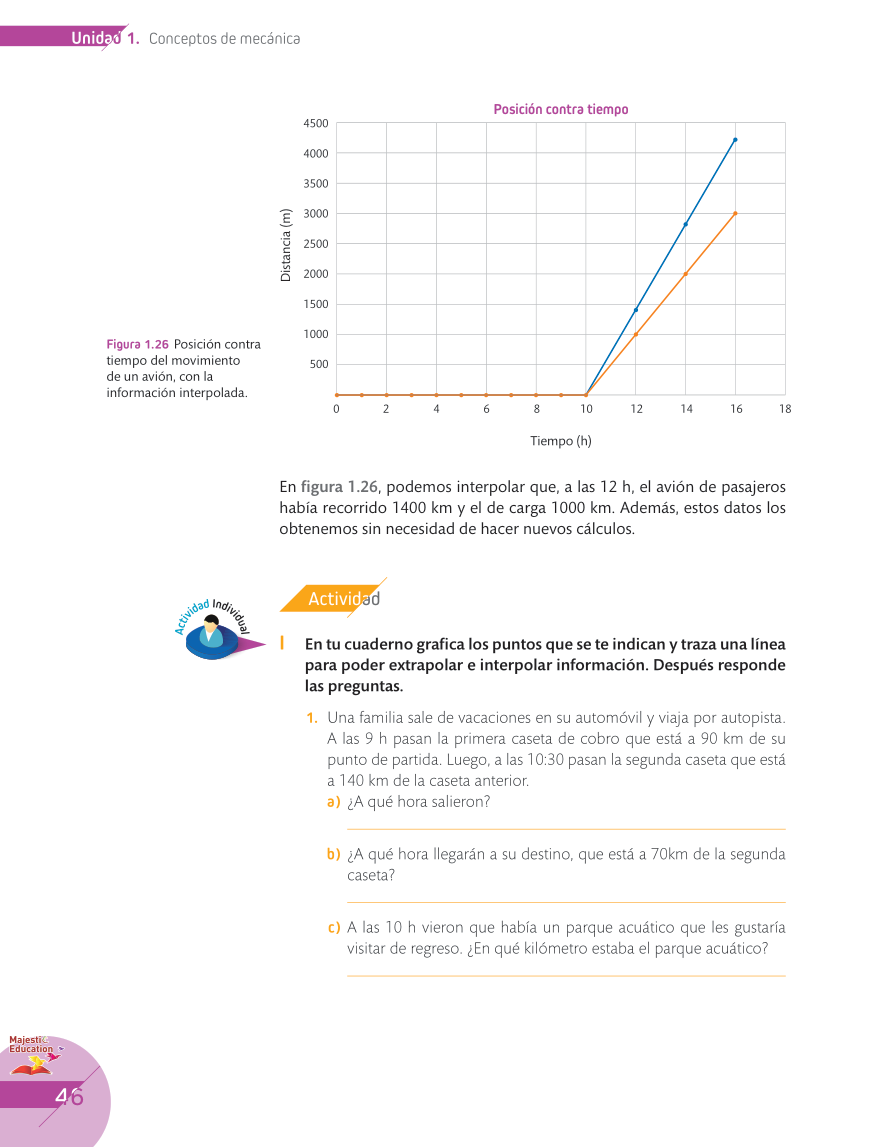 Unidad 1. Conceptos de mecánica
Posición contra tiempo
4500
4000
3500
3000
2500
2000
1500
1000
500
Distancia (m)
0 2 4 6 8 10 12 14 16 18
Tiempo (h)
Figura 1.26 Posición contra
tiempo del movimiento
de un avión, con la
información interpolada.
En figura 1.26, podemos interpolar que, a las 12 h, el avión de pasajeros
había recorrido 1400 km y el de carga 1000 km. Además, estos datos los
obtenemos sin necesidad de hacer nuevos cálculos.
Actividad Individual
Actividad
I En tu cuaderno grafica los puntos que se te indican y traza una línea
para poder extrapolar e interpolar información. Después responde
las preguntas.
1. Una familia sale de vacaciones en su automóvil y viaja por autopista.
A las 9 h pasan la primera caseta de cobro que está a 90 km de su
punto de partida. Luego, a las 10:30 pasan la segunda caseta que está
a 140 km de la caseta anterior.
a) ¿A qué hora salieron?
b) ¿A qué hora llegarán a su destino, que está a 70km de la segunda
caseta?
c) A las 10 h vieron que había un parque acuático que les gustaría
visitar de regreso. ¿En qué kilómetro estaba el parque acuático?
Majestic
Education
46